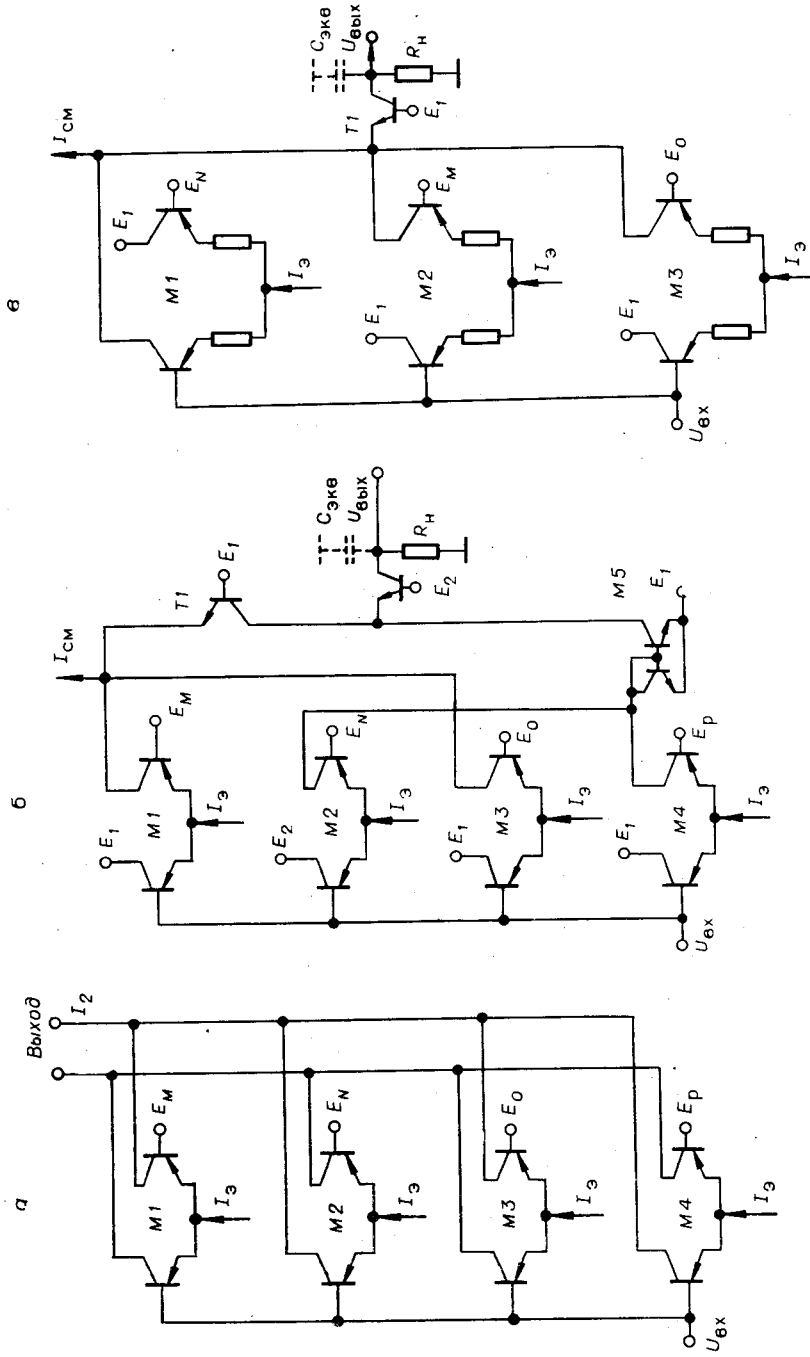 а
Выход
I2
M1
EM
IЭ
M2
EN
IЭ
M3
EO
IЭ
M4
EP
IЭ
Uвх
б
Iсм
E1
M1
EM
IЭ
T1
E1
E2
M2
EN
IЭ
Cэкв
Uвых
Rн
E2
E1
M3
EO
IЭ
M5
E1
E1
M4
EP
IЭ
Uвх
в
Iсм
E1
M1
EN
IЭ
T1
Cэкв
Uвых
Rн
E1
E1
M2
EM
IЭ
E1
M3
EO
IЭ
Uвх